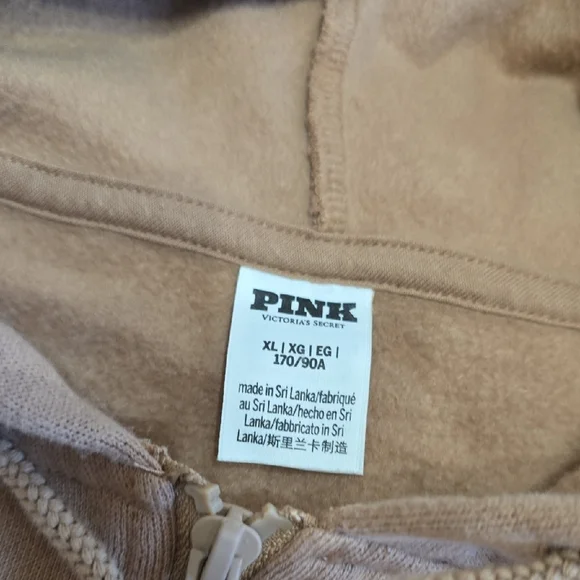 PINK
VICTORIA'S SECRET
XL | XG | EG |
170/90A
made in Sri Lanka/fabriqué
au Sri Lanka/hecho en Sri
Lanka/fabbricato in Sri
Lanka/斯里兰卡制造